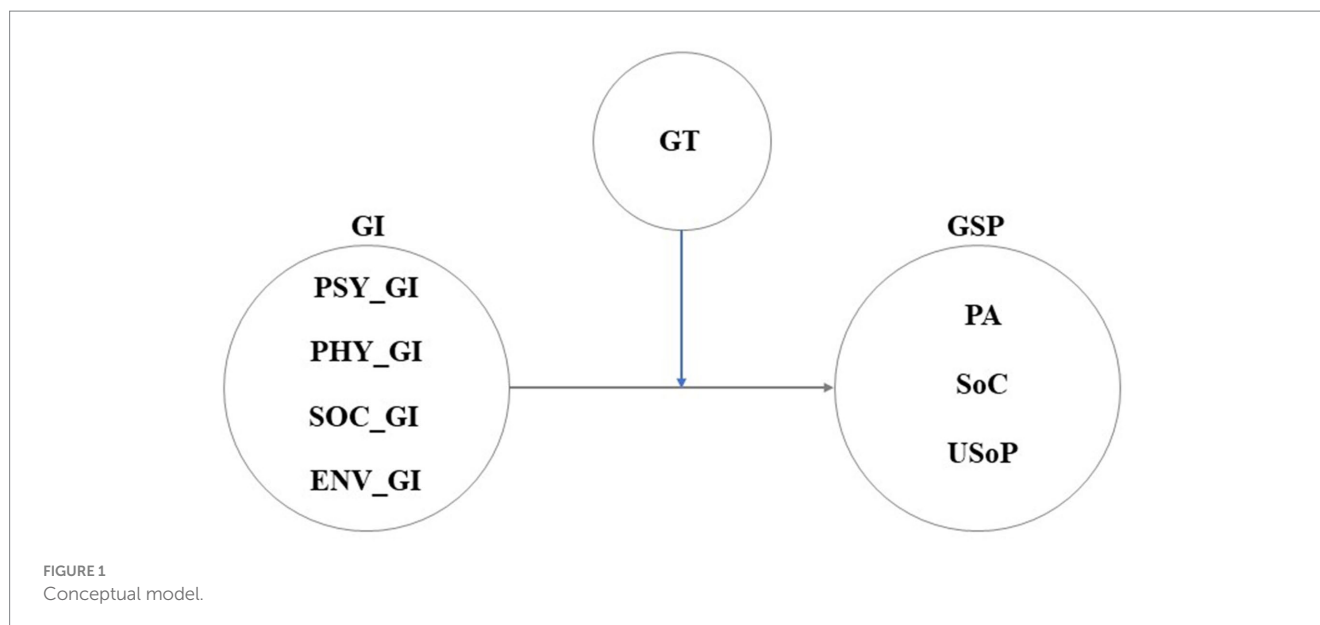 GT
GI
PSY_GI
PHY_GI
SOC_GI
ENV_GI
GSP
PA
SoC
USoP
FIGURE 1
Conceptual model.